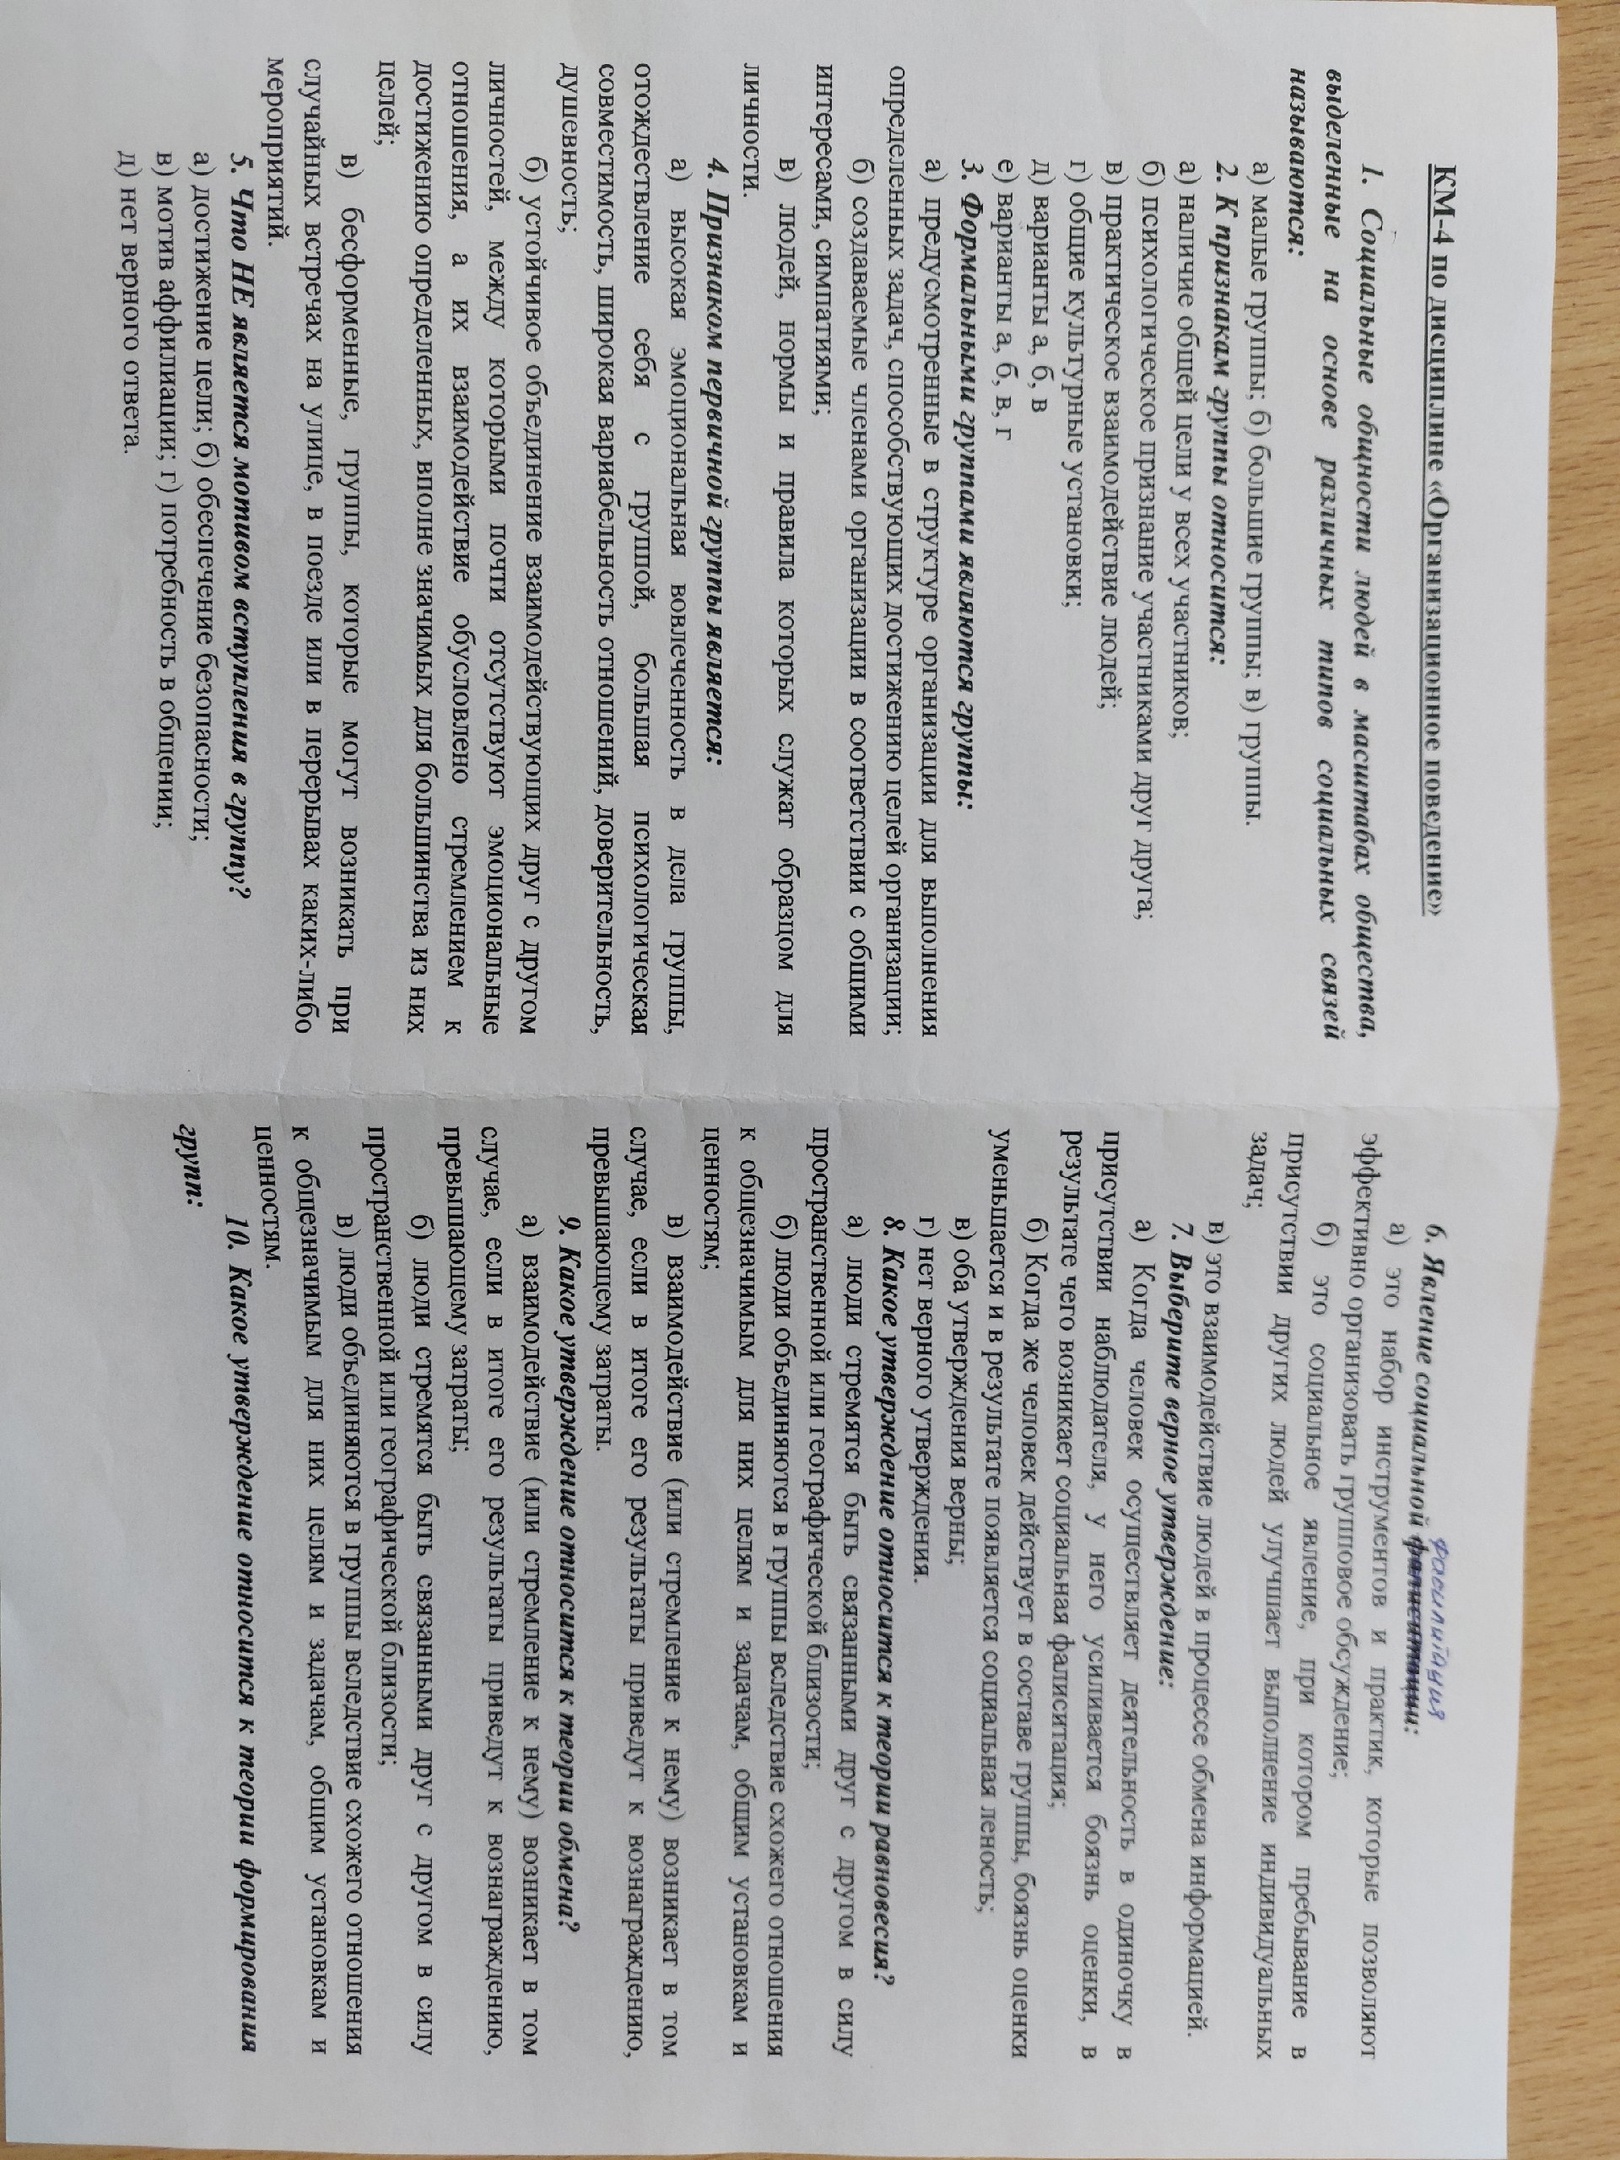 КМ-4 по дисциплине «Организационное поведение»
1. Социальные общности людей в масштабах общества,
выделенные на основе различных типов социальных связей
называются:
а) малые группы; б) большие группы; в) группы.
2. К признакам группы относится:
а) наличие общей цели у всех участников;
б) психологическое признание участниками друг друга;
в) практическое взаимодействие людей;
г) общие культурные установки;
д) варианты а, б, в
е) варианты а, б, в, г
3. Формальными группами являются группы:
а) предусмотренные в структуре организации для выполнения
определенных задач, способствующих достижению целей организации;
б) создаваемые членами организации в соответствии с общими
интересами, симпатиями;
в) людей, нормы и правила которых служат образцом для
личности.
4. Признаком первичной группы является:
а) высокая эмоциональная вовлеченность в дела группы,
отождествление себя с группой, большая психологическая
совместимость, широкая вариабельность отношений, доверительность,
душевность;
б) устойчивое объединение взаимодействующих друг с другом
личностей, между которыми почти отсутствуют эмоциональные
отношения, а их взаимодействие обусловлено стремлением к
достижению определенных, вполне значимых для большинства из них
целей;
в) бесформенные, группы, которые могут возникать при
случайных встречах на улице, в поезде или в перерывах каких-либо
мероприятий.
5. Что НЕ является мотивом вступления в группу?
а) достижение цели; б) обеспечение безопасности;
в) мотив аффилиации; г) потребность в общении;
д) нет верного ответа.
фасилитация
6. Явление социальной фалиситации:
а) это набор инструментов и практик, которые позволяют
эффективно организовать групповое обсуждение;
б) это социальное явление, при котором пребывание в
присутствии других людей улучшает выполнение индивидуальных
задач;
в) это взаимодействие людей в процессе обмена информацией.
7. Выберите верное утверждение:
а) Когда человек осуществляет деятельность в одиночку в
присутствии наблюдателя, у него усиливается боязнь оценки, в
результате чего возникает социальная фалиситация;
б) Когда же человек действует в составе группы, боязнь оценки
уменьшается и в результате появляется социальная леность;
в) оба утверждения верны;
г) нет верного утверждения.
8. Какое утверждение относится к теории равновесия?
а) люди стремятся быть связанными друг с другом в силу
пространственной или географической близости;
б) люди объединяются в группы вследствие схожего отношения
к общезначимым для них целям и задачам, общим установкам и
ценностям;
в) взаимодействие (или стремление к нему) возникает в том
случае, если в итоге его результаты приведут к вознаграждению,
превышающему затраты.
9. Какое утверждение относится к теории обмена?
а) взаимодействие (или стремление к нему) возникает в том
случае, если в итоге его результаты приведут к вознаграждению,
превышающему затраты;
б) люди стремятся быть связанными друг с другом в силу
пространственной или географической близости;
в) люди объединяются в группы вследствие схожего отношения
к общезначимым для них целям и задачам, общим установкам и
ценностям.
10. Какое утверждение относится к теории формирования
групп: